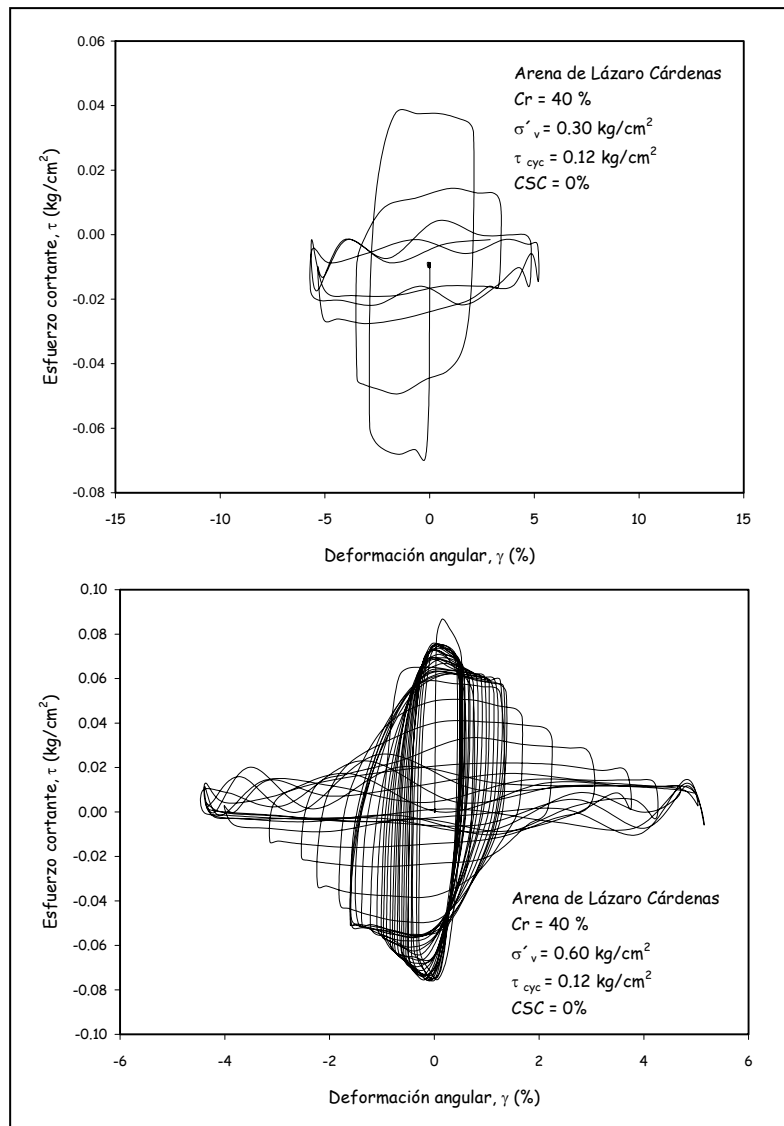 0.06
0.04
0.02
0.00
-0.02
-0.04
-0.06
-0.08
Esfuerzo cortante, τ (kg/cm²)
Arena de Lázaro Cárdenas
Cr = 40 %
σ´ᵥ = 0.30 kg/cm²
τ cyc = 0.12 kg/cm²
CSC = 0%
-15 -10 -5 0 5 10 15
Deformación angular, γ (%)
0.10
0.08
0.06
0.04
0.02
0.00
-0.02
-0.04
-0.06
-0.08
-0.10
Esfuerzo cortante, τ (kg/cm²)
Arena de Lázaro Cárdenas
Cr = 40 %
σ´ᵥ = 0.60 kg/cm²
τ cyc = 0.12 kg/cm²
CSC = 0%
-6 -4 -2 0 2 4 6
Deformación angular, γ (%)